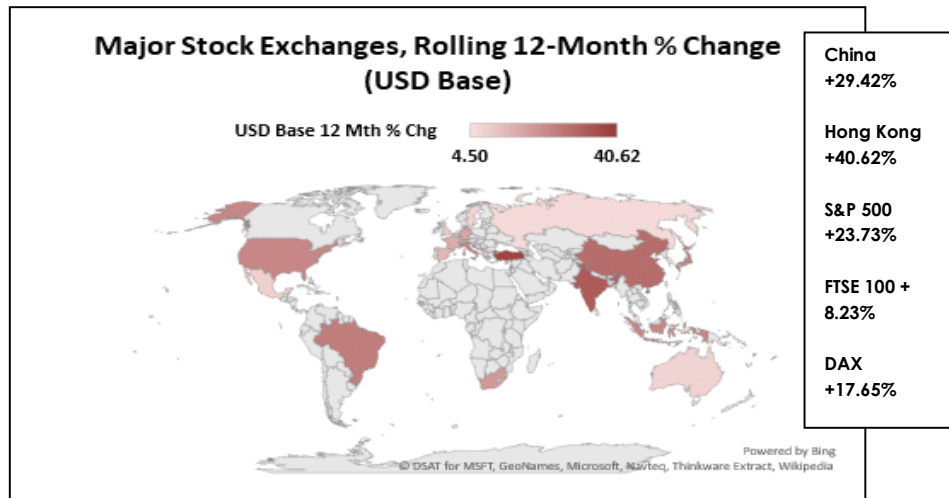 Major Stock Exchanges, Rolling 12-Month % Change
(USD Base)
USD Base 12 Mth % Chg
4.50 40.62
China
+29.42%
Hong Kong
+40.62%
S&P 500
+23.73%
FTSE 100 +
8.23%
DAX
+17.65%
Powered by Bing
© DSAT for MSFT, GeoNames, Microsoft, Navteq, Thinkware Extract, Wikipedia